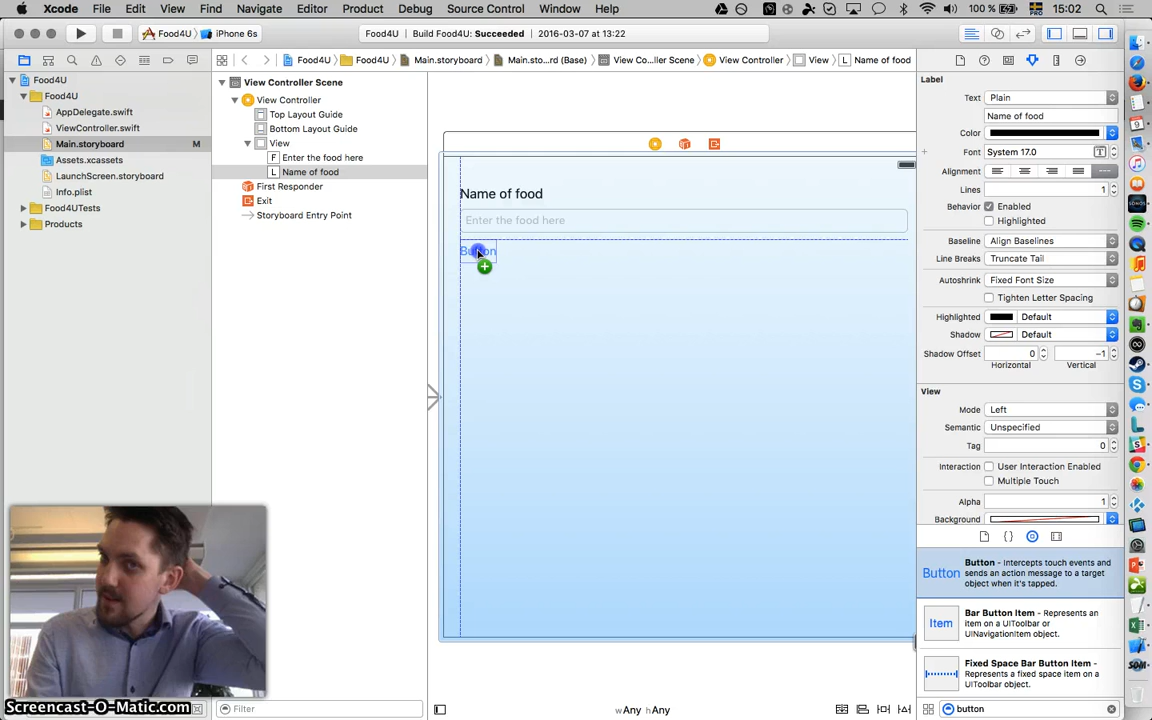 Xcode File Edit View Find Navigate Editor Product Debug Source Control Window Help 100 % 15:02
Food4U iPhone 6s Food4U Build Food4U: Succeeded 2016-03-07 at 13:22
Food4U Food4U Main.storyboard Main.sto...rd (Base) View Co...ller Scene View Controller View L Name of food
Food4U
Food4U
AppDelegate.swift
ViewController.swift
Main.storyboard M
Assets.xcassets
LaunchScreen.storyboard
Info.plist
Food4UTests
Products
View Controller Scene
View Controller
Top Layout Guide
Bottom Layout Guide
View
F Enter the food here
L Name of food
First Responder
Exit
Storyboard Entry Point
Name of food
Enter the food here
Button
Label
Text Plain
Name of food
Color
Font System 17.0
Alignment
Lines 1
Behavior Enabled
Highlighted
Baseline Align Baselines
Line Breaks Truncate Tail
Autoshrink Fixed Font Size
Tighten Letter Spacing
Highlighted Default
Shadow Default
Shadow Offset 0 −1
Horizontal Vertical
View
Mode Left
Semantic Unspecified
Tag 0
Interaction User Interaction Enabled
Multiple Touch
Alpha 1
Background
Button
Button - Intercepts touch events and
sends an action message to a target
object when it's tapped.
Item
Bar Button Item - Represents an
item on a UIToolbar or
UINavigationItem object.
Fixed Space Bar Button Item -
Represents a fixed space item on a
UIToolbar object.
button
Filter
wAny hAny
Screencast-O-Matic.com